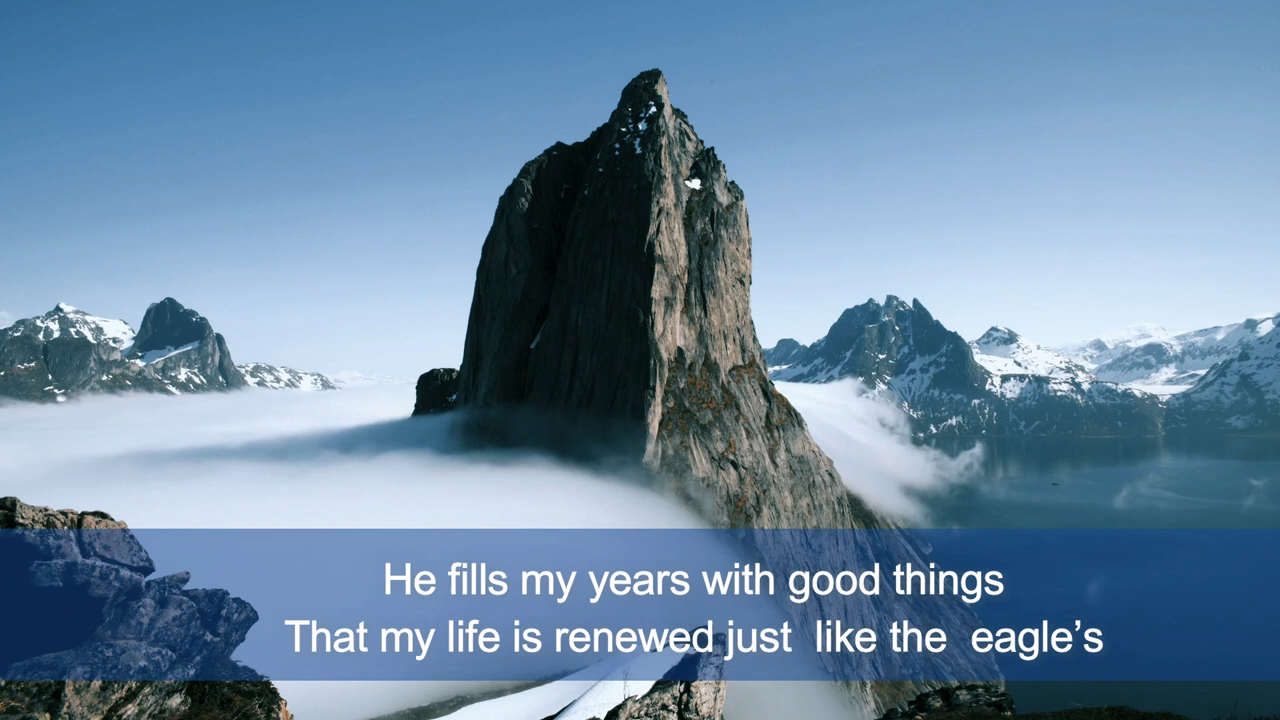 He fills my years with good things
That my life is renewed just  like the  eagle’s